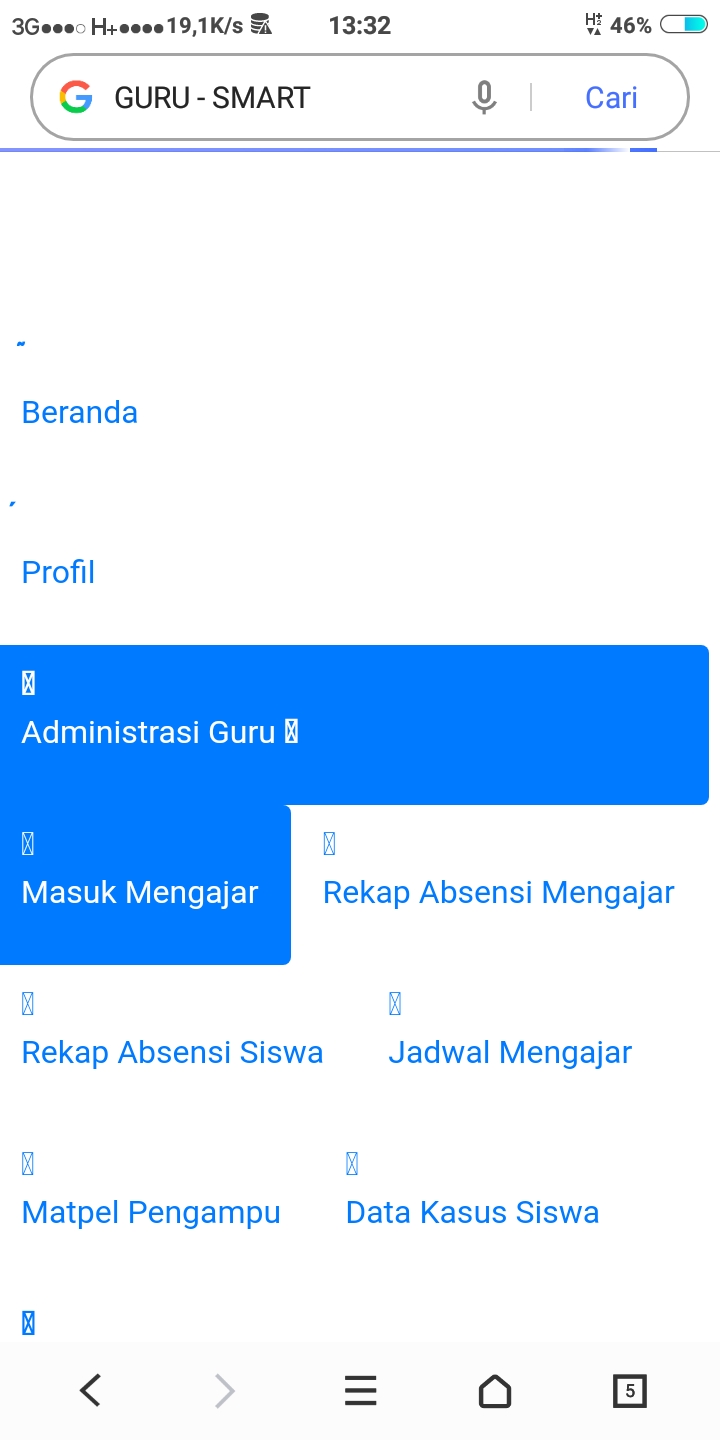 3G H+ 19,1K/s 13:32 46%
GURU - SMART Cari
Beranda
Profil
Administrasi Guru
Masuk Mengajar Rekap Absensi Mengajar
Rekap Absensi Siswa Jadwal Mengajar
Matpel Pengampu Data Kasus Siswa
5